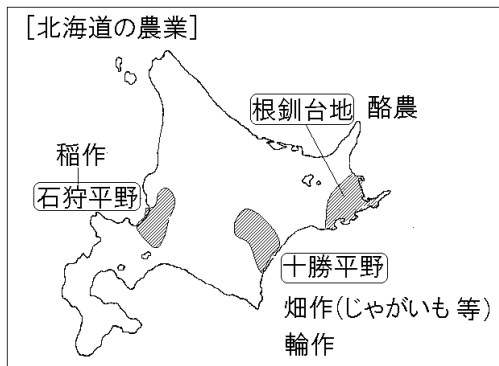 [北海道の農業]
根釧台地 酪農
稲作
石狩平野
十勝平野
畑作(じゃがいも等)
輪作